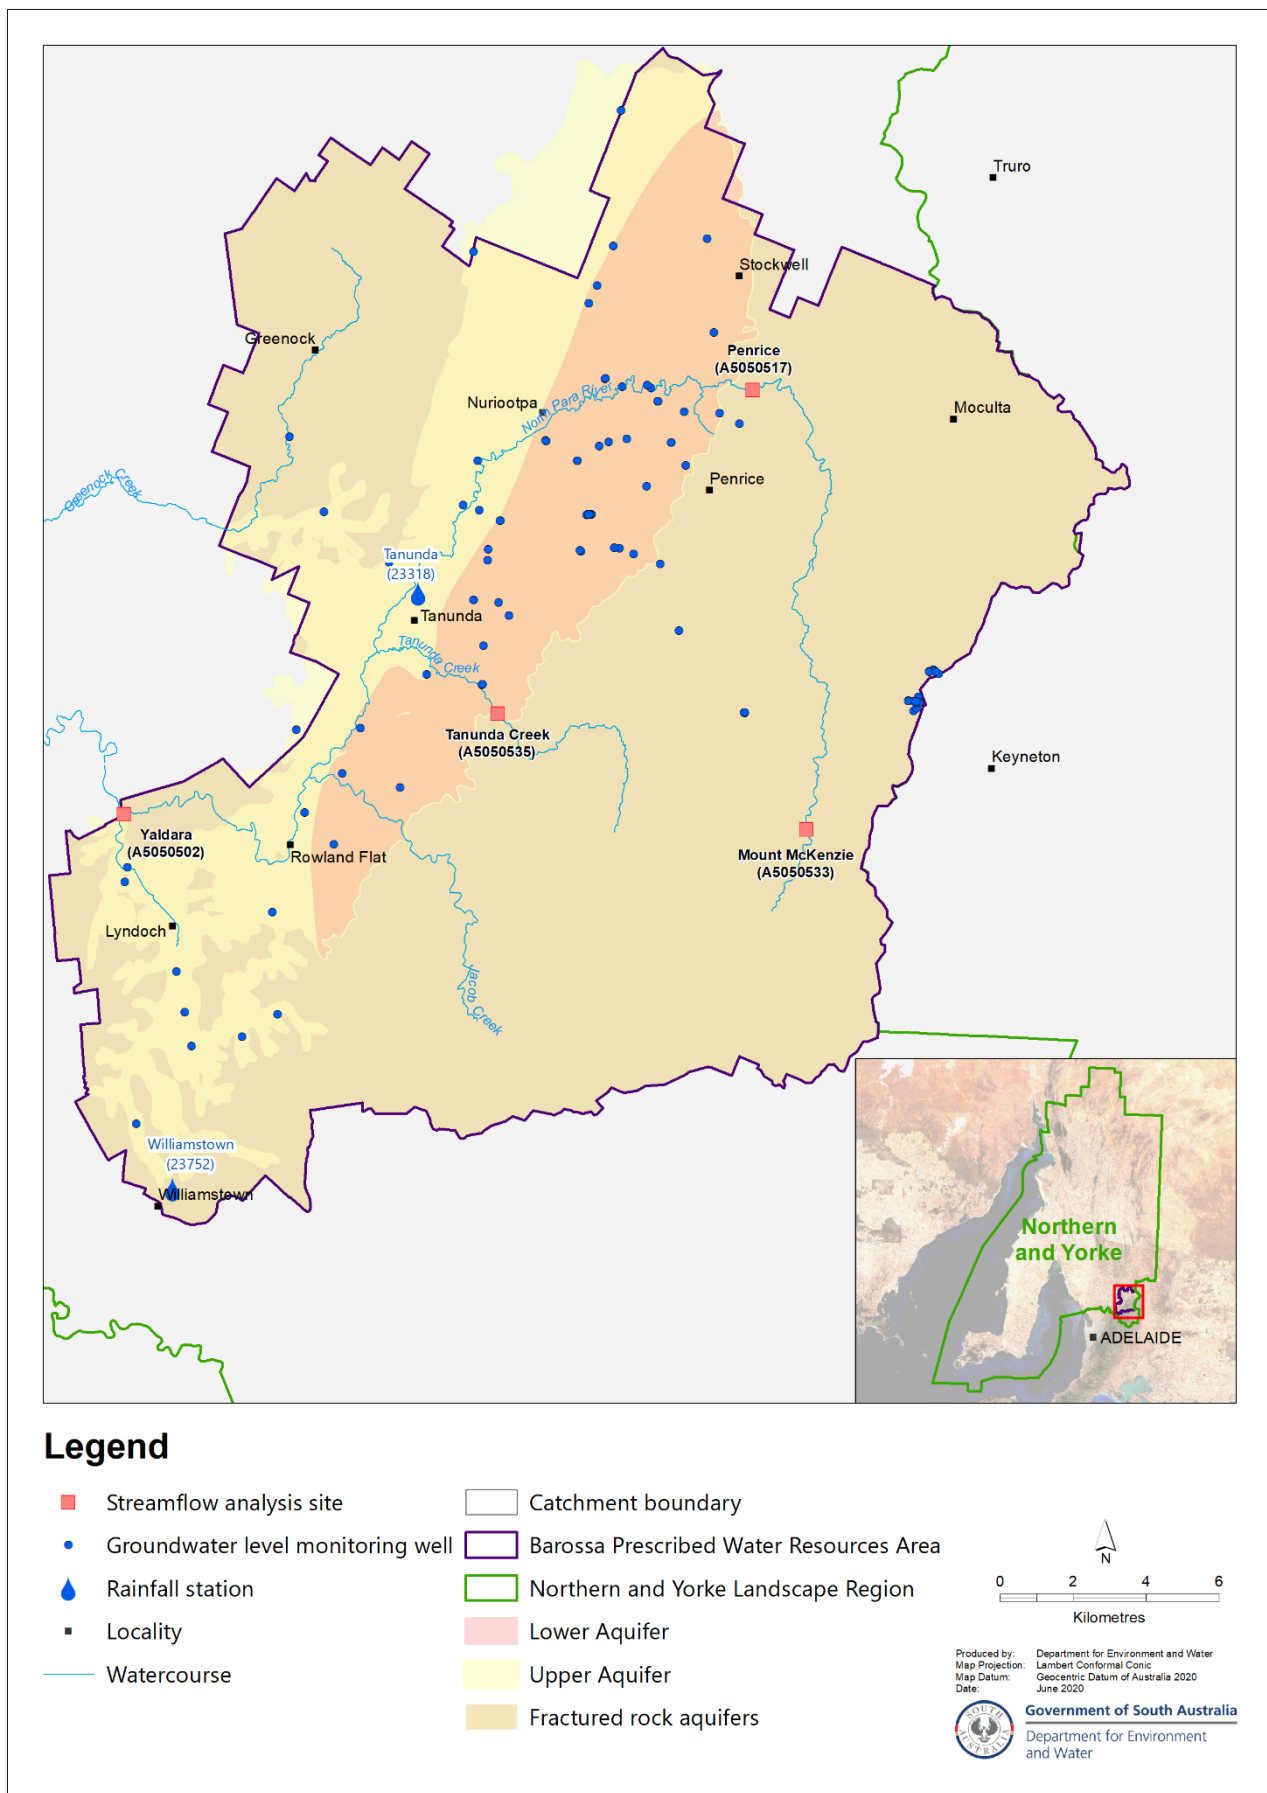 Truro
Stockwell
Greenock
Penrice
(A5050517)
Nuriootpa
North Para River
Moculta
Greenock Creek
Penrice
Tanunda
(23318)
Tanunda
Tanunda Creek
Tanunda Creek
(A5050535)
Keyneton
Yaldara
(A5050502)
Rowland Flat
Mount McKenzie
(A5050533)
Lyndoch
Jacob Creek
Williamstown
(23752)
Williamstown
Northern
and Yorke
ADELAIDE
Legend
Streamflow analysis site
Groundwater level monitoring well
Rainfall station
Locality
Watercourse
Catchment boundary
Barossa Prescribed Water Resources Area
Northern and Yorke Landscape Region
Lower Aquifer
Upper Aquifer
Fractured rock aquifers
N
0 2 4 6
Kilometres
Produced by: Department for Environment and Water
Map Projection: Lambert Conformal Conic
Map Datum: Geocentric Datum of Australia 2020
Date: June 2020
SOUTH AUSTRALIA
Government of South Australia
Department for Environment
and Water